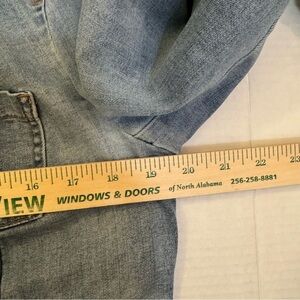 16 17 18 19 20 21 22 23
VIEW WINDOWS & DOORS of North Alabama 256-258-8881